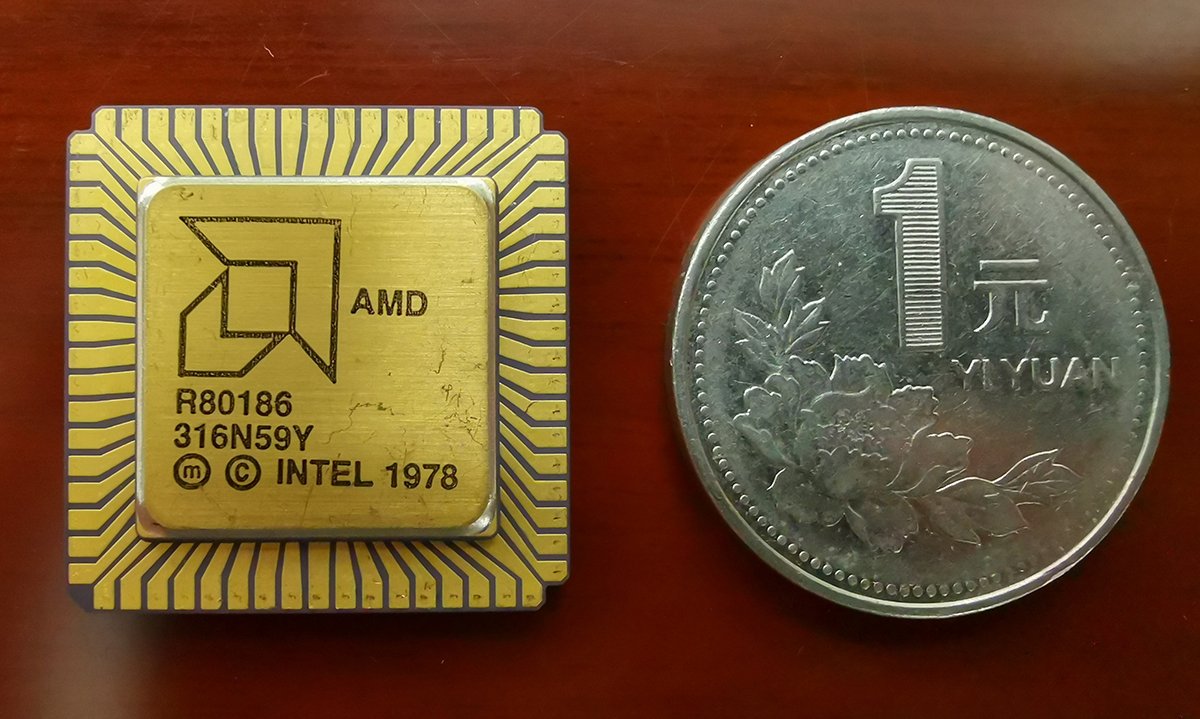 AMD
R80186
316N59Y
ⓜ © INTEL 1978
1
元
YI YUAN